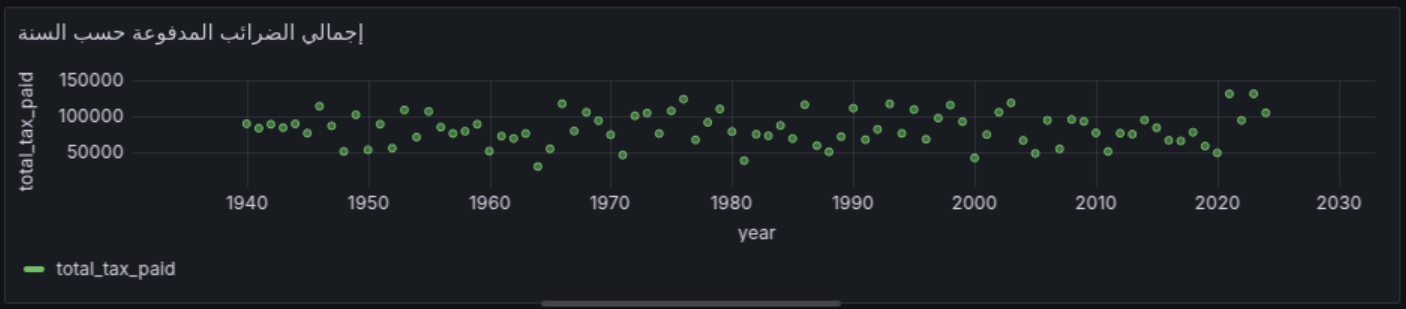 إجمالي الضرائب المدفوعة حسب السنة
total_tax_paid
150000
100000
50000
1940 1950 1960 1970 1980 1990 2000 2010 2020 2030
year
total_tax_paid